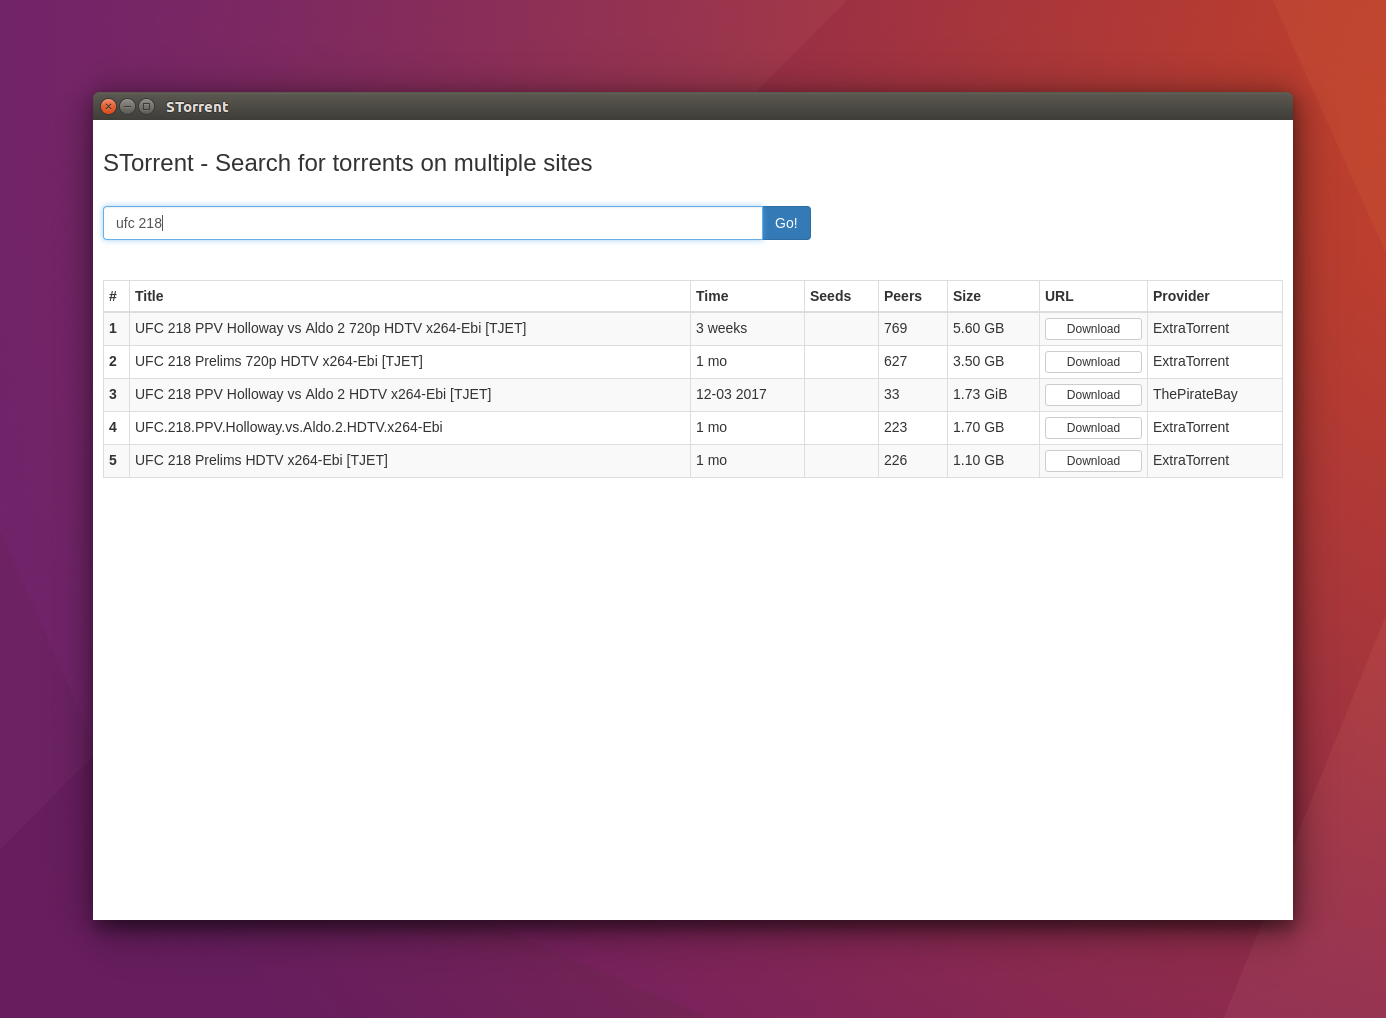 STorrent
STorrent - Search for torrents on multiple sites
ufc 218 Go!
# Title Time Seeds Peers Size URL Provider
1 UFC 218 PPV Holloway vs Aldo 2 720p HDTV x264-Ebi [TJET] 3 weeks 769 5.60 GB Download ExtraTorrent
2 UFC 218 Prelims 720p HDTV x264-Ebi [TJET] 1 mo 627 3.50 GB Download ExtraTorrent
3 UFC 218 PPV Holloway vs Aldo 2 HDTV x264-Ebi [TJET] 12-03 2017 33 1.73 GiB Download ThePirateBay
4 UFC.218.PPV.Holloway.vs.Aldo.2.HDTV.x264-Ebi 1 mo 223 1.70 GB Download ExtraTorrent
5 UFC 218 Prelims HDTV x264-Ebi [TJET] 1 mo 226 1.10 GB Download ExtraTorrent